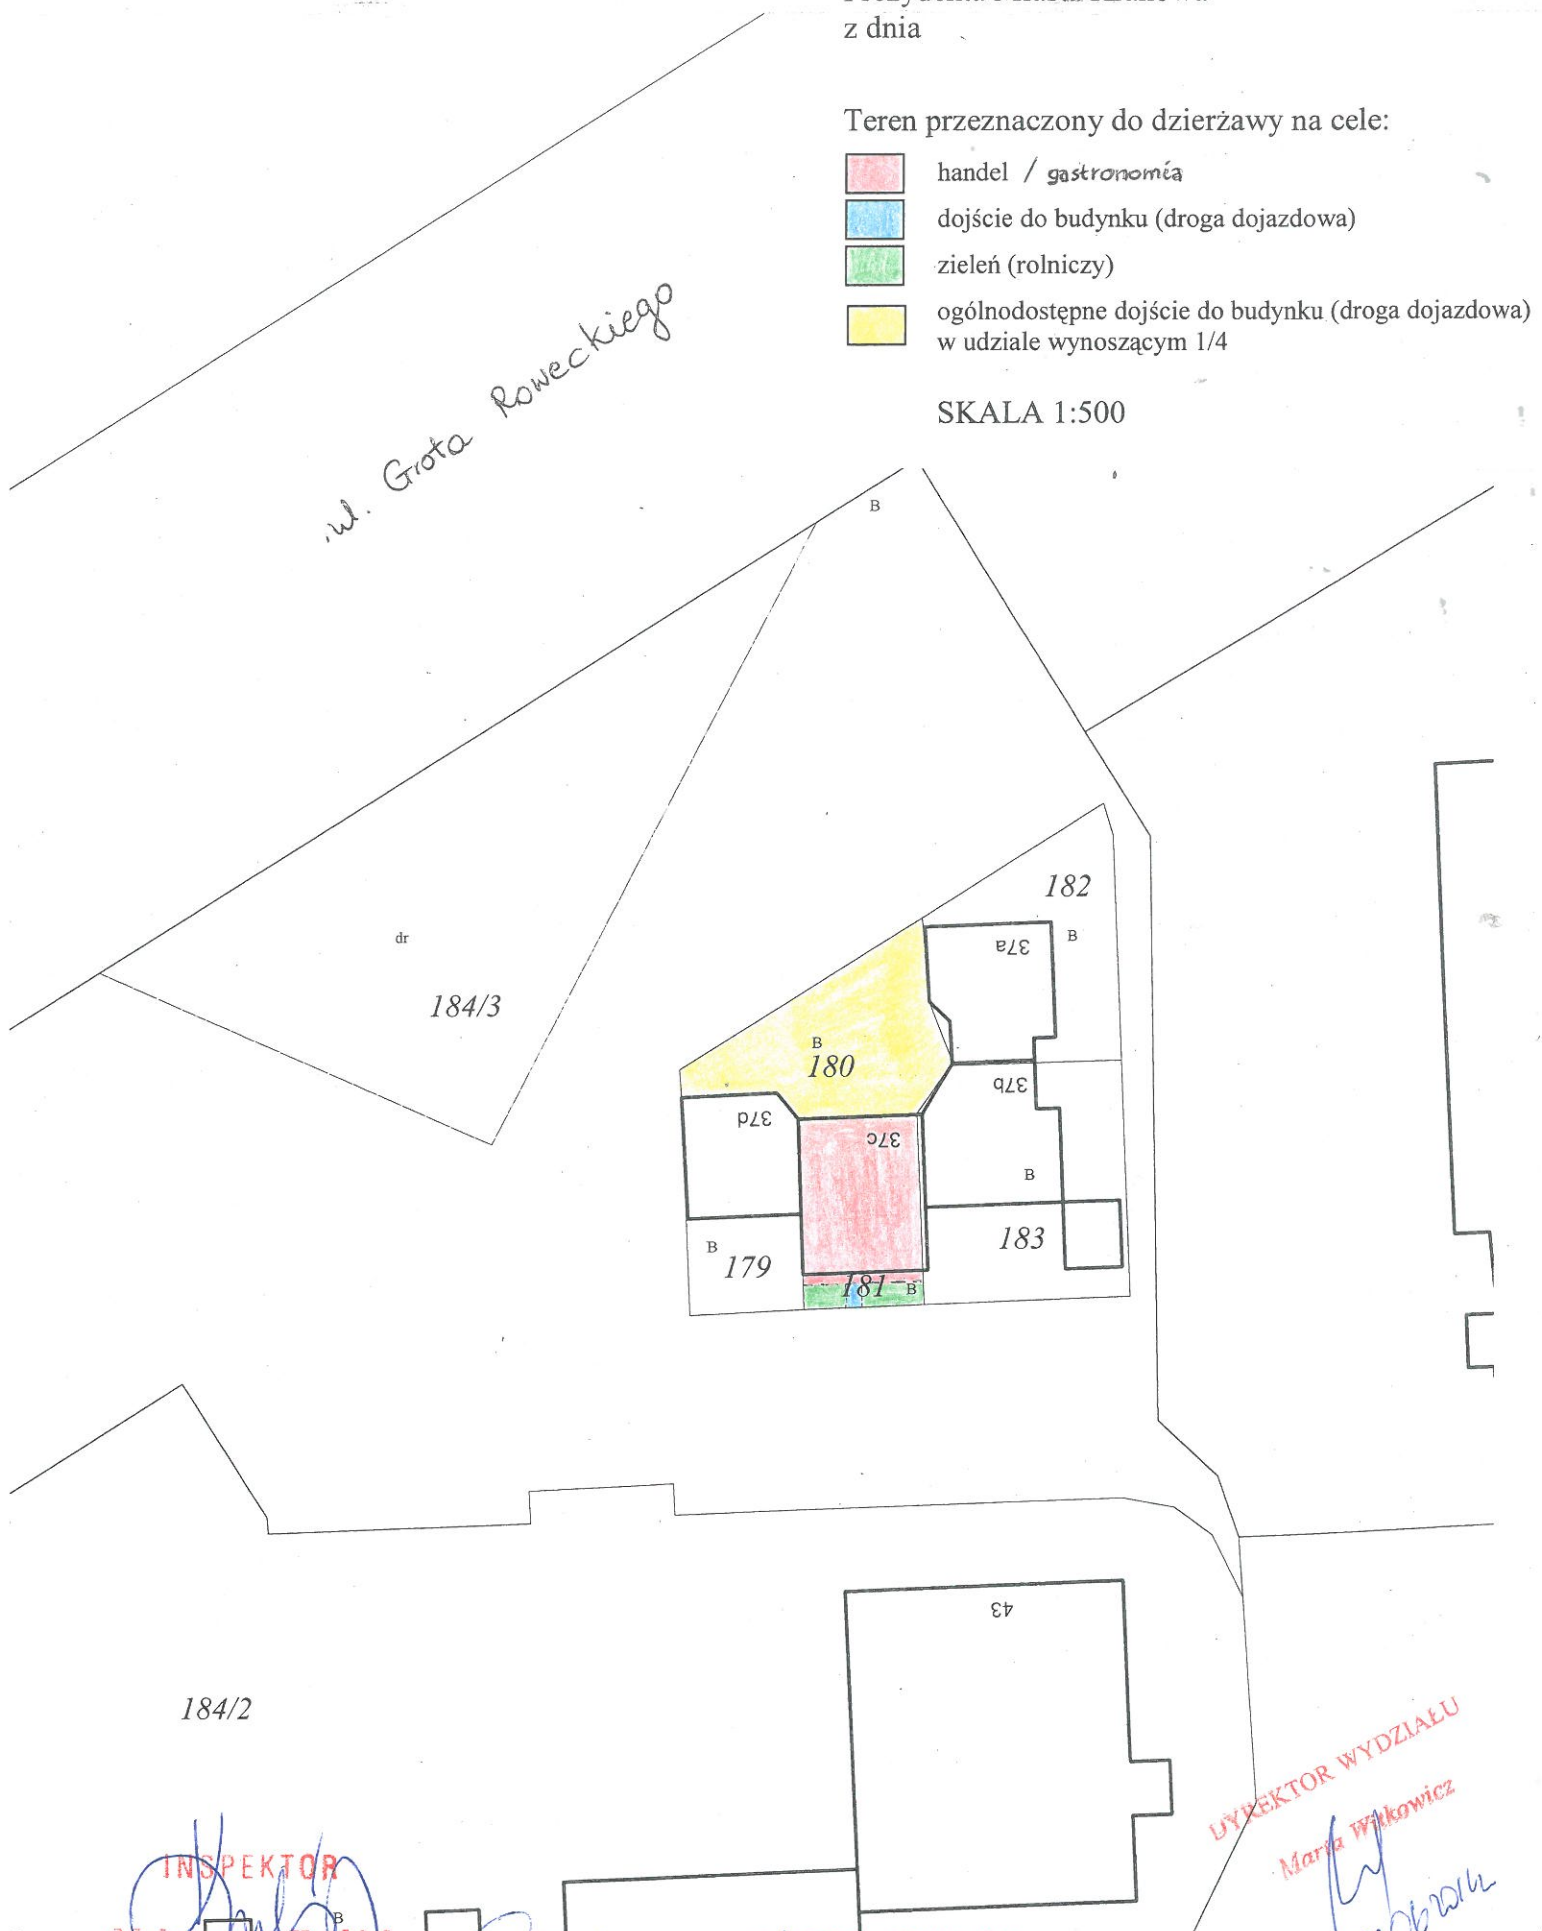 z dnia
Teren przeznaczony do dzierżawy na cele:
handel / gastronomia
dojście do budynku (droga dojazdowa)
zieleń (rolniczy)
ogólnodostępne dojście do budynku (droga dojazdowa)
w udziale wynoszącym 1/4
SKALA 1:500
ul. Grota Roweckiego
B
182
37a
B
dr
184/3
B
180
37b
37d
37c
B
B
179
183
181
B
43
184/2
DYREKTOR WYDZIAŁU
Marta Witkowicz
INSPEKTOR
B